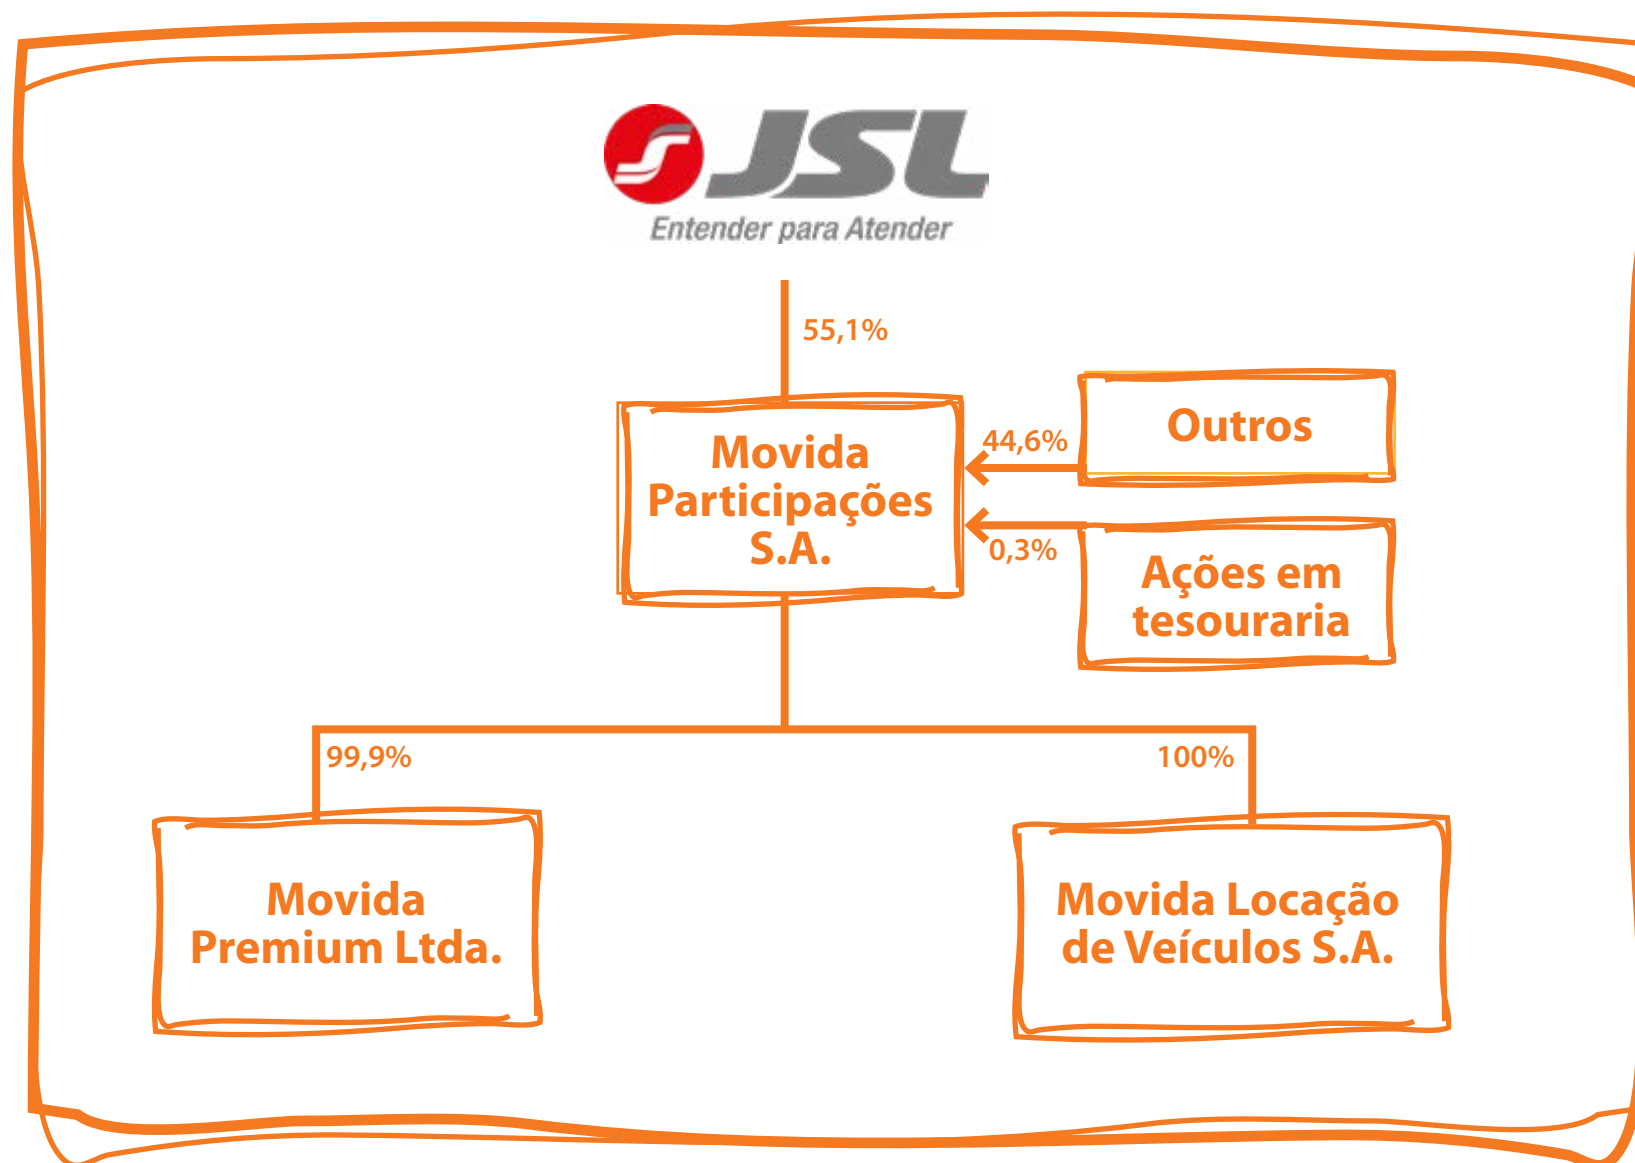 JSL
Entender para Atender
55,1%
Movida
Participações
S.A.
44,6%
Outros
0,3%
Ações em
tesouraria
99,9%
100%
Movida
Premium Ltda.
Movida Locação
de Veículos S.A.